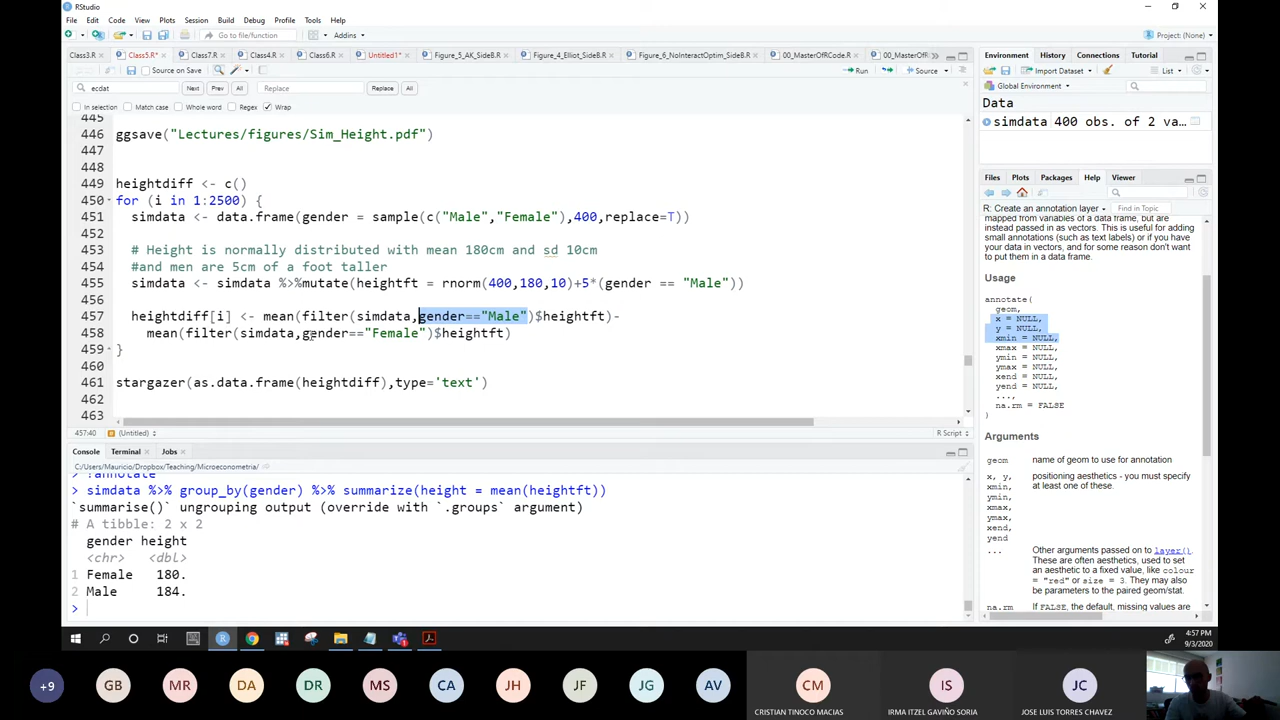 RStudio
File Edit Code View Plots Session Build Debug Profile Tools Help
Go to file/function Addins Project: (None)
Class3.R Class5.R* Class7.R Class4.R Class6.R Untitled1* Figure_5_AK_SideB.R Figure_4_Elliot_SideB.R Figure_6_NoInteractOptim_SideB.R 00_MasterOfRCode.R 00_MasterOfR
Source on Save Run Source
ecdat Next Prev All Replace Replace All
In selection Match case Whole word Regex Wrap
445
446 ggsave("Lectures/figures/Sim_Height.pdf")
447
448
449 heightdiff <- c()
450 for (i in 1:2500) {
451 simdata <- data.frame(gender = sample(c("Male","Female"),400,replace=T))
452
453 # Height is normally distributed with mean 180cm and sd 10cm
454 #and men are 5cm of a foot taller
455 simdata <- simdata %>%mutate(heightft = rnorm(400,180,10)+5*(gender == "Male"))
456
457 heightdiff[i] <- mean(filter(simdata,gender=="Male")$heightft)-
458 mean(filter(simdata,gender=="Female")$heightft)
459 }
460
461 stargazer(as.data.frame(heightdiff),type='text')
462
463
457:40 (Untitled) R Script
Console Terminal Jobs
C:/Users/Mauricio/Dropbox/Teaching/Microeconometria/
> ?annotate
> simdata %>% group_by(gender) %>% summarize(height = mean(heightft))
`summarise()` ungrouping output (override with `.groups` argument)
# A tibble: 2 x 2
gender height
<chr> <dbl>
1 Female 180.
2 Male 184.
>
Environment History Connections Tutorial
Import Dataset List
Global Environment
Data
simdata 400 obs. of 2 va...
Files Plots Packages Help Viewer
R: Create an annotation layer Find in Topic
mapped from variables of a data frame, but are
instead passed in as vectors. This is useful for adding
small annotations (such as text labels) or if you
have your data in vectors, and for some reason don't
want to put them in a data frame.
Usage
annotate(
geom,
x = NULL,
y = NULL,
xmin = NULL,
xmax = NULL,
ymin = NULL,
ymax = NULL,
xend = NULL,
yend = NULL,
...,
na.rm = FALSE
)
Arguments
geom name of geom to use for annotation
x, y, positioning aesthetics - you must specify
xmin, at least one of these.
ymin,
xmax,
ymax,
xend,
yend
... Other arguments passed on to layer().
These are often aesthetics, used to set
an aesthetic to a fixed value, like colour
= "red" or size = 3. They may also
be parameters to the paired geom/stat.
na.rm If FALSE, the default, missing values are
4:57 PM
9/3/2020
+9 GB MR DA DR MS CA JH JF JG AV CM IS JC
CRISTIAN TINOCO MACIAS IRMA ITZEL GAVIÑO SORIA JOSE LUIS TORRES CHAVEZ